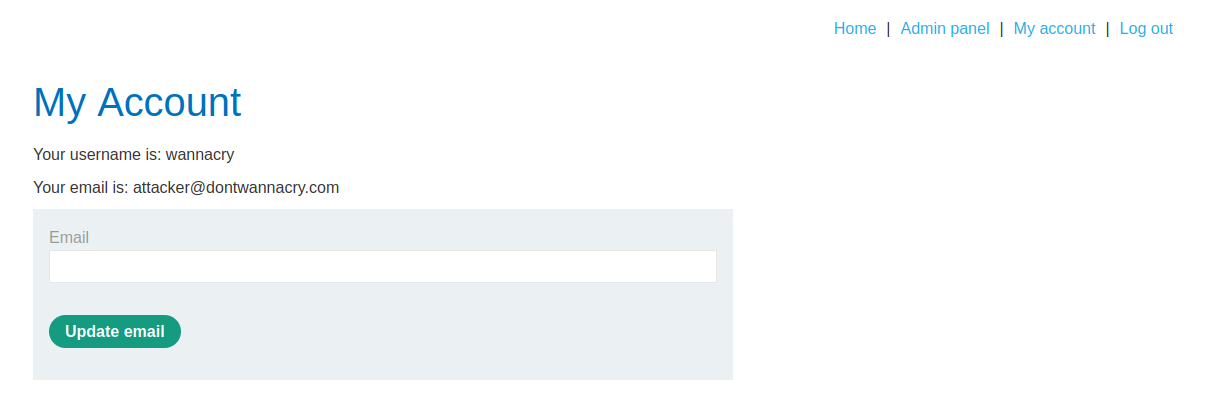 Home | Admin panel | My account | Log out
My Account
Your username is: wannacry
Your email is: attacker@dontwannacry.com
Email
Update email